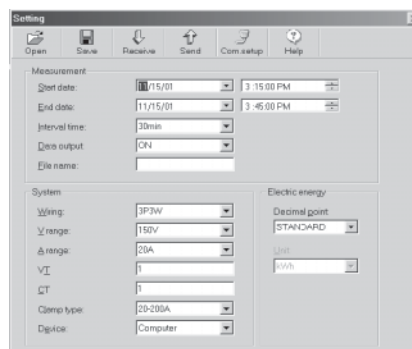 Setting
Open Save Receive Send Com.setup Help
Measurement
Start date: 11/15/01 3:15:00 PM
End date: 11/15/01 3:45:00 PM
Interval time: 30min
Data output ON
File name:
System
Wiring: 3P3W
V range: 150V
A range: 20A
VT 1
CT 1
Clamp type: 20-200A
Device: Computer
Electric energy
Decimal point
STANDARD
Unit
kWh